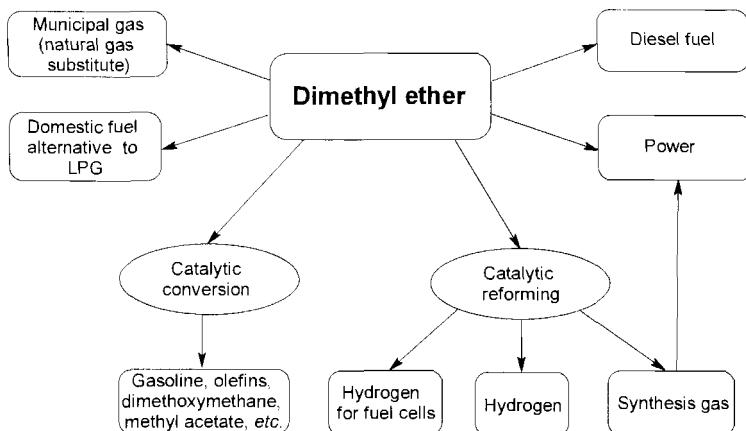 Municipal gas
(natural gas
substitute)
Diesel fuel
Dimethyl ether
Domestic fuel
alternative to
LPG
Power
Catalytic
conversion
Catalytic
reforming
Gasoline, olefins,
dimethoxymethane,
methyl acetate, etc.
Hydrogen
for fuel cells
Hydrogen
Synthesis gas